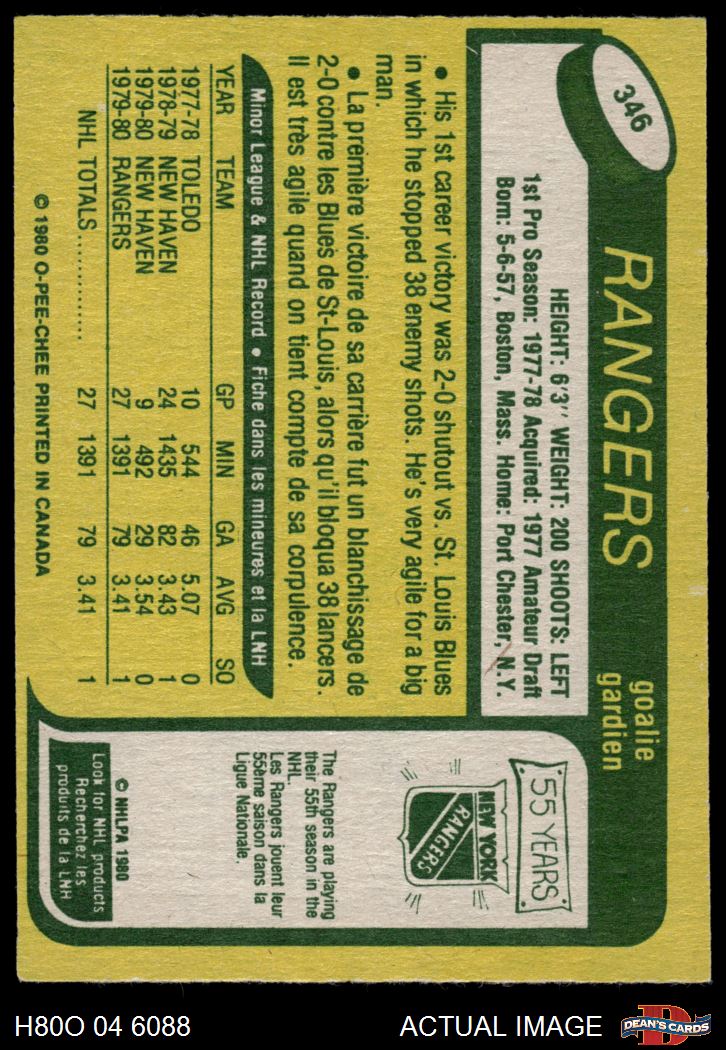 346
RANGERS
goalie
gardien
HEIGHT: 6'3" WEIGHT: 200 SHOOTS: LEFT
1st Pro Season: 1977-78 Acquired: 1977 Amateur Draft
Born: 5-6-57, Boston, Mass. Home: Port Chester, N.Y.
• His 1st career victory was 2-0 shutout vs. St. Louis Blues
in which he stopped 38 enemy shots. He's very agile for a big
man.
• La première victoire de sa carrière fut un blanchissage de
2-0 contre les Blues de St-Louis, alors qu'il bloqua 38 lancers.
Il est très agile quand on tient compte de sa corpulence.
Minor League & NHL Record • Fiche dans les mineures et la LNH
YEAR TEAM GP MIN GA AVG SO
1977-78 TOLEDO 10 544 46 5.07 0
1978-79 NEW HAVEN 24 1435 82 3.43 1
1979-80 NEW HAVEN 9 492 29 3.54 0
1979-80 RANGERS 27 1391 79 3.41 1
NHL TOTALS.............. 27 1391 79 3.41 1
© 1980 O-PEE-CHEE PRINTED IN CANADA
55 YEARS
NEW YORK
RANGERS
The Rangers are playing
their 55th season in the
NHL.
Les Rangers jouent leur
55ème saison dans la
Ligue Nationale.
© NHLPA 1980
Look for NHL products
Recherchez les
produits de la LNH
H80O 04 6088
ACTUAL IMAGE
D
DEAN'S CARDS